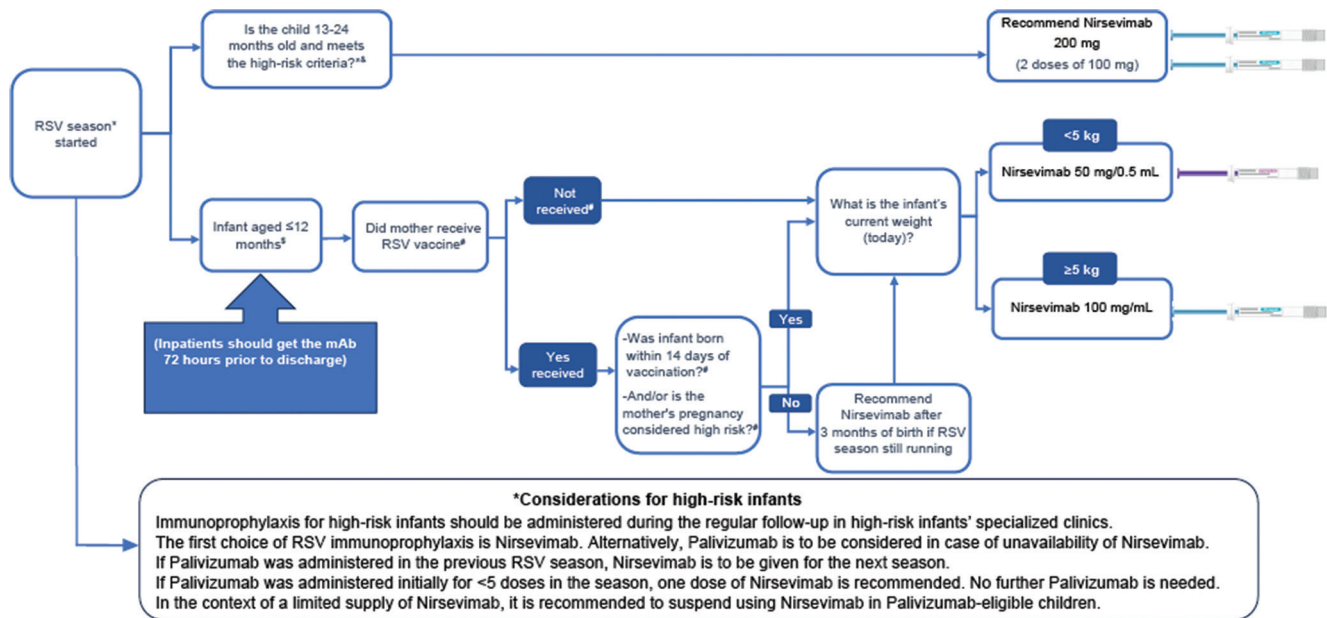 Is the child 13-24
months old and meets
the high-risk criteria?*&
Recommend Nirsevimab
200 mg
(2 doses of 100 mg)
RSV season*
started
<5 kg
Nirsevimab 50 mg/0.5 mL
Not
received#
What is the infant's
current weight
(today)?
Infant aged ≤12
months$
Did mother receive
RSV vaccine#
≥5 kg
Nirsevimab 100 mg/mL
(Inpatients should get the mAb
72 hours prior to discharge)
Yes
received
-Was infant born
within 14 days of
vaccination?#
-And/or is the
mother's pregnancy
considered high risk?#
Yes
No
Recommend
Nirsevimab after
3 months of birth if RSV
season still running
*Considerations for high-risk infants
Immunoprophylaxis for high-risk infants should be administered during the regular follow-up in high-risk infants' specialized clinics.
The first choice of RSV immunoprophylaxis is Nirsevimab. Alternatively, Palivizumab is to be considered in case of unavailability of Nirsevimab.
If Palivizumab was administered in the previous RSV season, Nirsevimab is to be given for the next season.
If Palivizumab was administered initially for <5 doses in the season, one dose of Nirsevimab is recommended. No further Palivizumab is needed.
In the context of a limited supply of Nirsevimab, it is recommended to suspend using Nirsevimab in Palivizumab-eligible children.